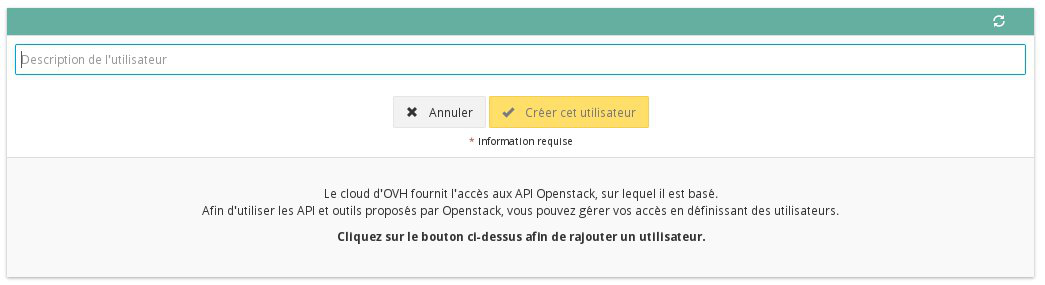 Description de l'utilisateur
Annuler
Créer cet utilisateur
* Information requise
Le cloud d'OVH fournit l'accès aux API Openstack, sur lequel il est basé.
Afin d'utiliser les API et outils proposés par Openstack, vous pouvez gérer vos accès en définissant des utilisateurs.
Cliquez sur le bouton ci-dessus afin de rajouter un utilisateur.